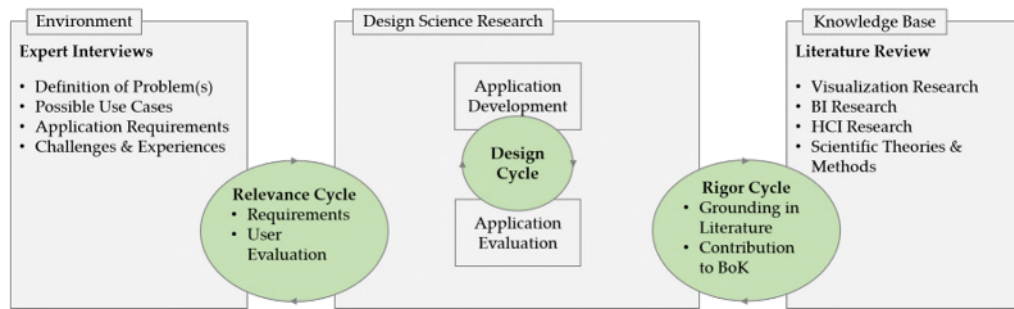 Environment
Expert Interviews
• Definition of Problem(s)
• Possible Use Cases
• Application Requirements
• Challenges & Experiences
Relevance Cycle
• Requirements
• User
Evaluation
Design Science Research
Application
Development
Design
Cycle
Application
Evaluation
Rigor Cycle
• Grounding in
Literature
• Contribution
to BoK
Knowledge Base
Literature Review
• Visualization Research
• BI Research
• HCI Research
• Scientific Theories &
Methods